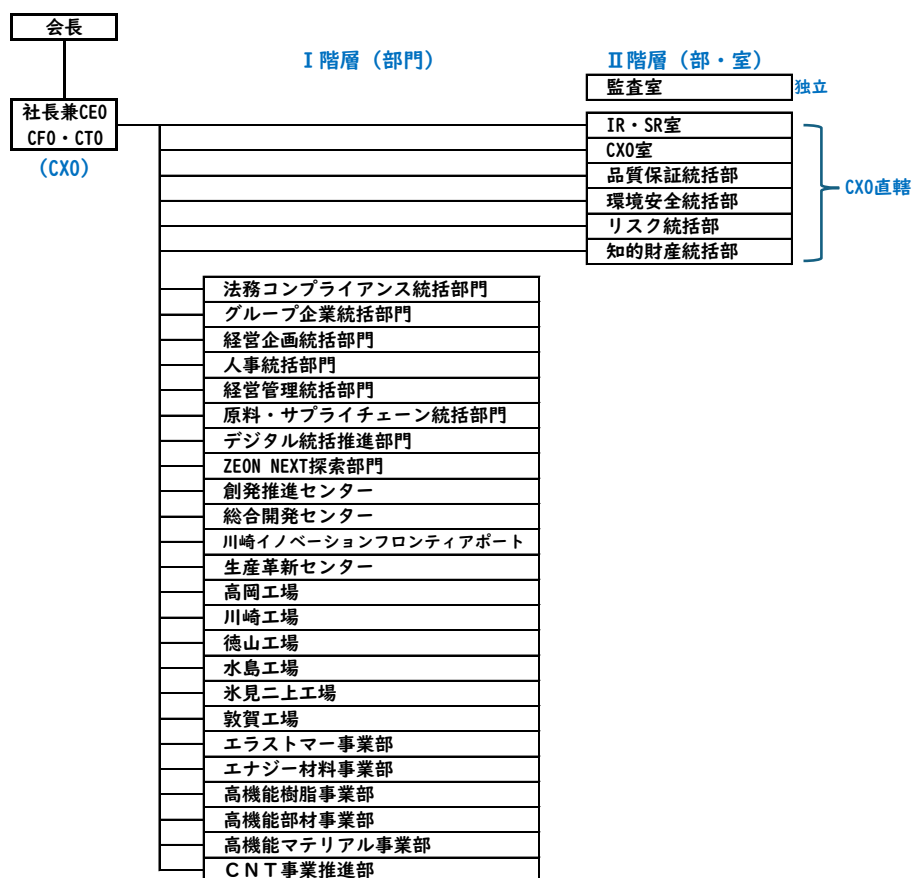 会長
Ⅰ階層（部門）
Ⅱ階層（部・室）
監査室
独立
社長兼CEO
CFO・CTO
（CXO）
IR・SR室
CXO室
品質保証統括部
環境安全統括部
リスク統括部
知的財産統括部
CXO直轄
法務コンプライアンス統括部門
グループ企業統括部門
経営企画統括部門
人事統括部門
経営管理統括部門
原料・サプライチェーン統括部門
デジタル統括推進部門
ZEON NEXT探索部門
創発推進センター
総合開発センター
川崎イノベーションフロンティアポート
生産革新センター
高岡工場
川崎工場
徳山工場
水島工場
氷見二上工場
敦賀工場
エラストマー事業部
エナジー材料事業部
高機能樹脂事業部
高機能部材事業部
高機能マテリアル事業部
ＣＮＴ事業推進部